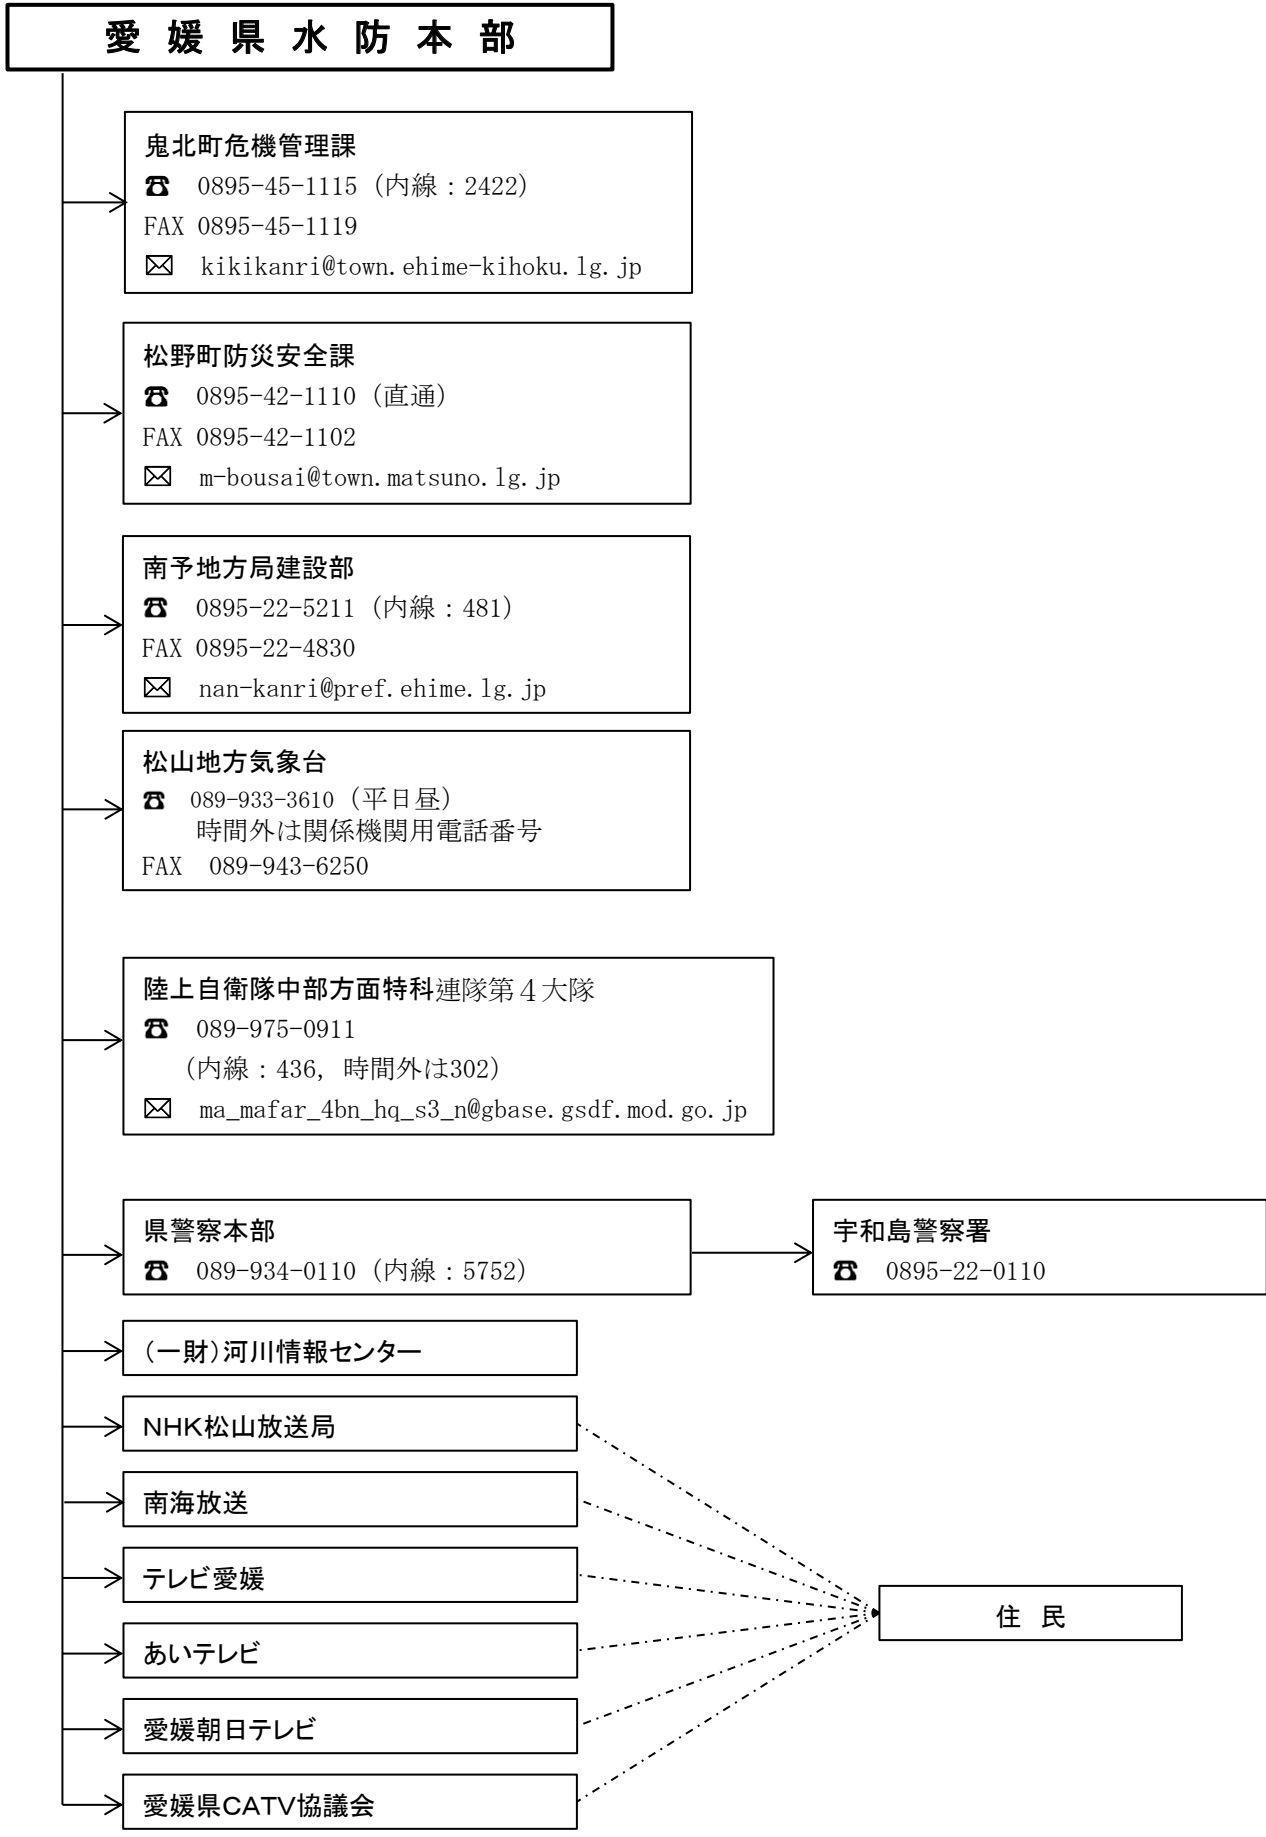 愛媛県水防本部
鬼北町危機管理課
☎ 0895-45-1115（内線：2422）
FAX 0895-45-1119
✉ kikikanri@town.ehime-kihoku.lg.jp
松野町防災安全課
☎ 0895-42-1110（直通）
FAX 0895-42-1102
✉ m-bousai@town.matsuno.lg.jp
南予地方局建設部
☎ 0895-22-5211（内線：481）
FAX 0895-22-4830
✉ nan-kanri@pref.ehime.lg.jp
松山地方気象台
☎ 089-933-3610（平日昼）
時間外は関係機関用電話番号
FAX 089-943-6250
陸上自衛隊中部方面特科連隊第４大隊
☎ 089-975-0911
（内線：436, 時間外は302）
✉ ma_mafar_4bn_hq_s3_n@gbase.gsdf.mod.go.jp
県警察本部
☎ 089-934-0110（内線：5752）
宇和島警察署
☎ 0895-22-0110
（一財）河川情報センター
NHK松山放送局
南海放送
テレビ愛媛
あいテレビ
愛媛朝日テレビ
愛媛県CATV協議会
住 民